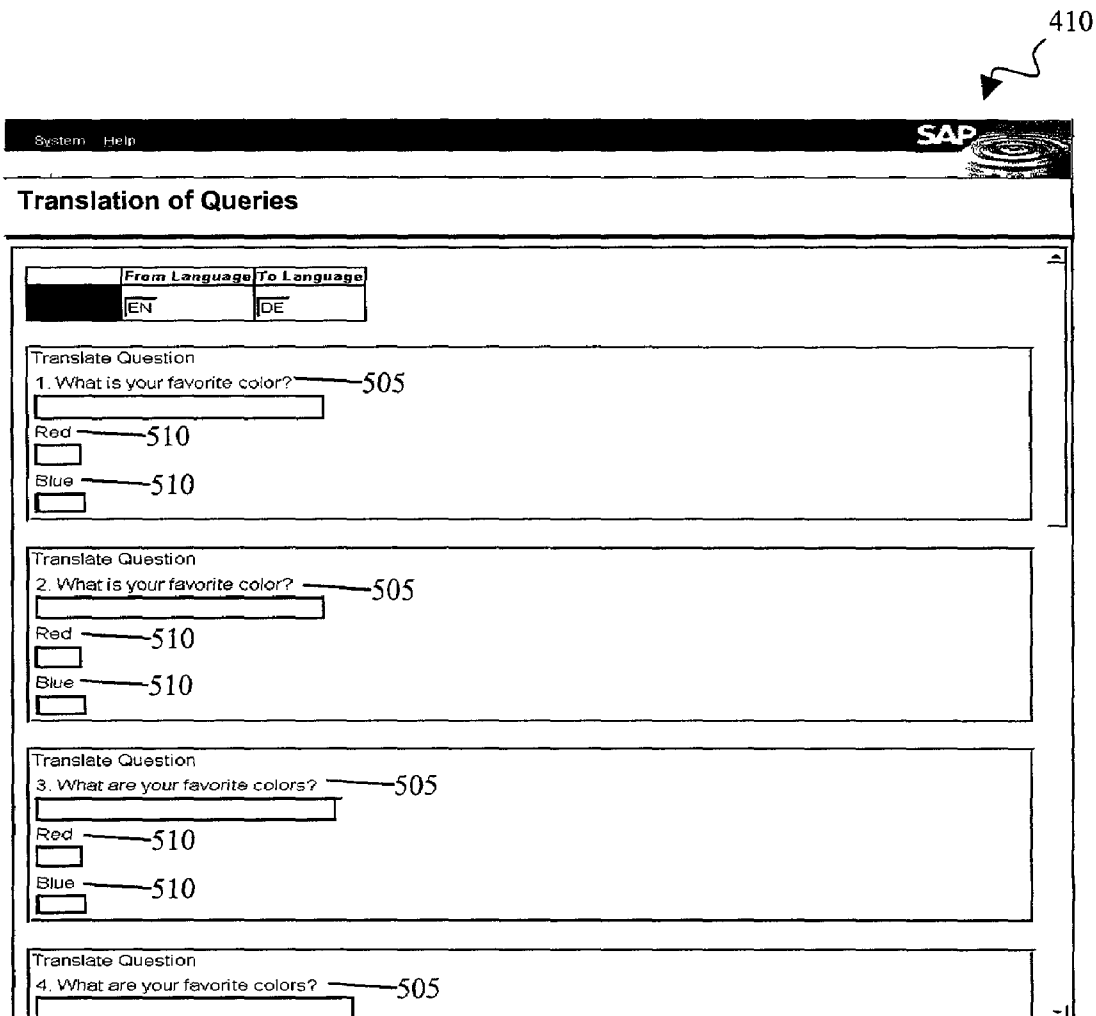 410
System Help
SAP
Translation of Queries
From Language To Language
EN DE
Translate Question
1. What is your favorite color? 505
Red 510
Blue 510
Translate Question
2. What is your favorite color? 505
Red 510
Blue 510
Translate Question
3. What are your favorite colors? 505
Red 510
Blue 510
Translate Question
4. What are your favorite colors? 505